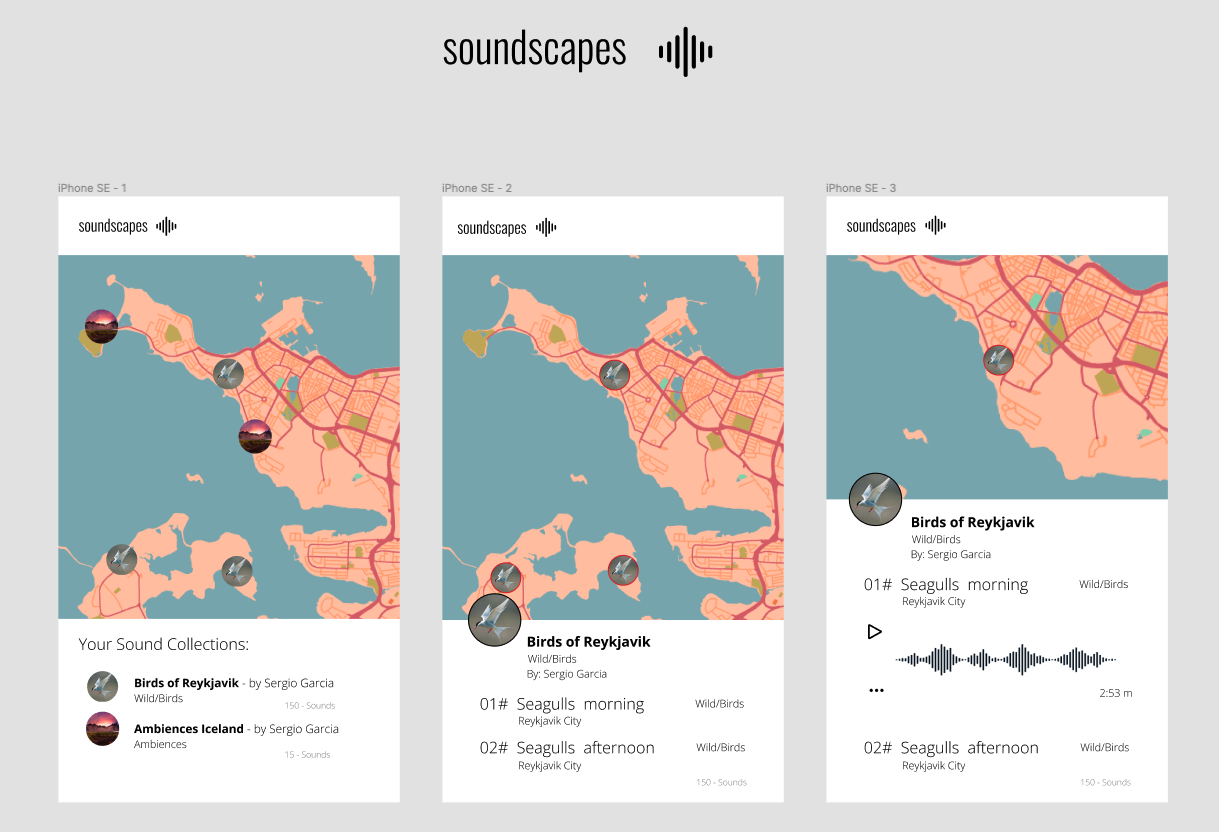 soundscapes
iPhone SE - 1
soundscapes
Your Sound Collections:
Birds of Reykjavik - by Sergio Garcia
Wild/Birds
150 - Sounds
Ambiences Iceland - by Sergio Garcia
Ambiences
15 - Sounds
iPhone SE - 2
soundscapes
Birds of Reykjavik
Wild/Birds
By: Sergio Garcia
01# Seagulls morning Wild/Birds
Reykjavik City
02# Seagulls afternoon Wild/Birds
Reykjavik City
150 - Sounds
iPhone SE - 3
soundscapes
Birds of Reykjavik
Wild/Birds
By: Sergio Garcia
01# Seagulls morning Wild/Birds
Reykjavik City
2:53 m
02# Seagulls afternoon Wild/Birds
Reykjavik City
150 - Sounds